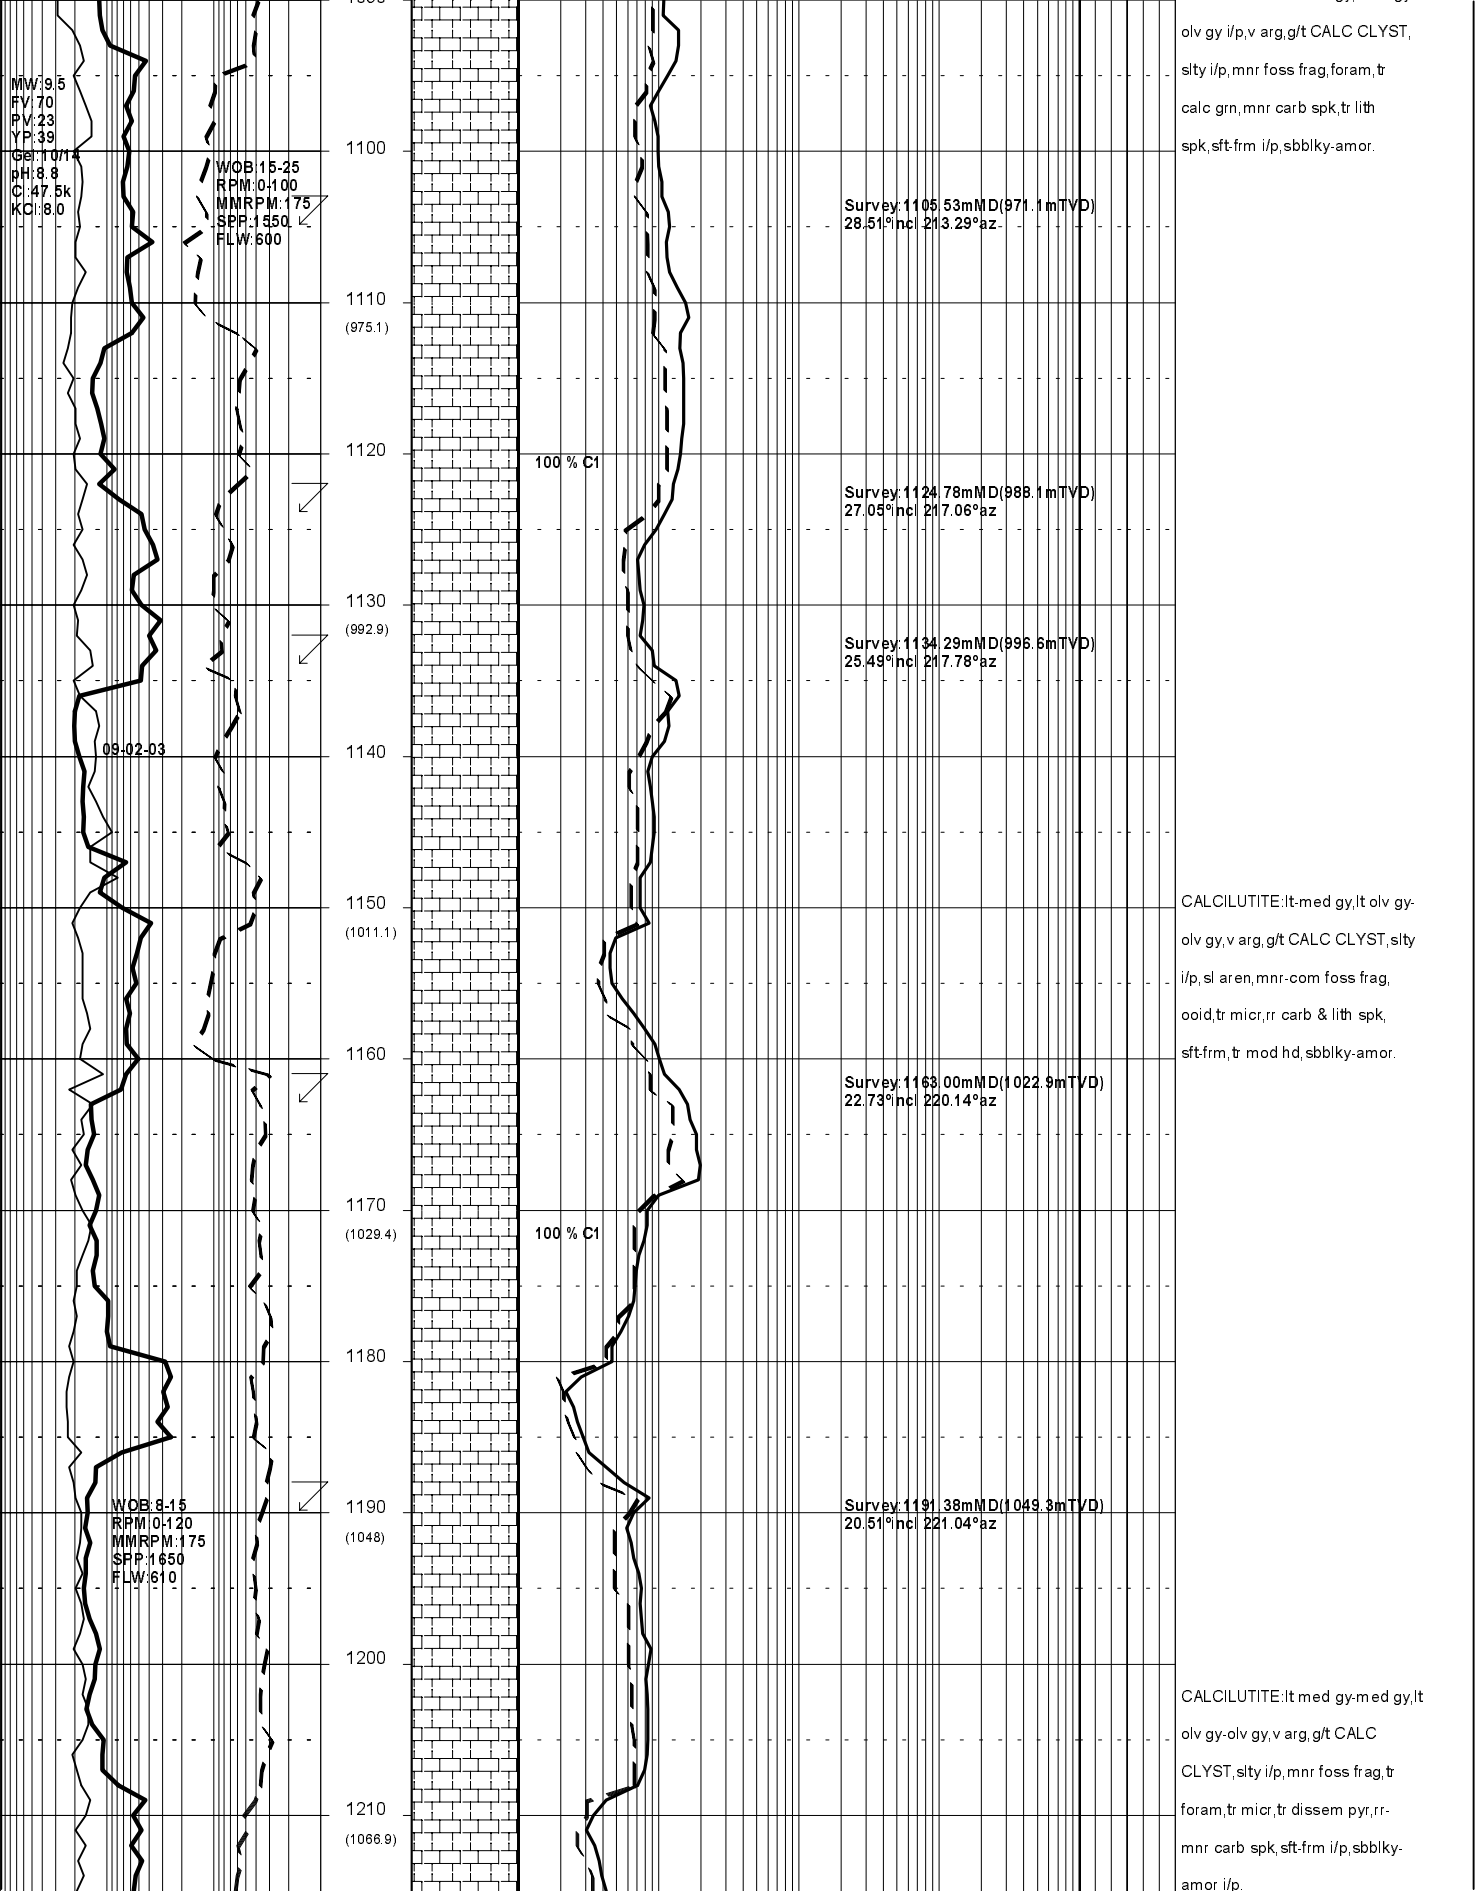 olv gy i/p,v arg,g/t CALC CLYST,
slty i/p,mnr foss frag,foram,tr
calc grn,mnr carb spk,tr lith
spk,sft-frm i/p,sbblky-amor.
MW:9.5
FV:70
PV:23
YP:39
Gel:10/14
pH:8.8
C :47.5k
KCl:8.0
1100
WOB:15-25
RPM:0-100
MMRPM:175
SPP:1550
FLW:600
Survey:1105.53mMD(971.1mTVD)
28.51°incl 213.29°az
1110
(975.1)
1120
100 % C1
Survey:1124.78mMD(988.1mTVD)
27.05°incl 217.06°az
1130
(992.9)
Survey:1134.29mMD(996.6mTVD)
25.49°incl 217.78°az
09-02-03
1140
1150
(1011.1)
CALCILUTITE:lt-med gy,lt olv gy-
olv gy,v arg,g/t CALC CLYST,slty
i/p,sl aren,mnr-com foss frag,
ooid,tr micr,rr carb & lith spk,
sft-frm,tr mod hd,sbblky-amor.
1160
Survey:1163.00mMD(1022.9mTVD)
22.73°incl 220.14°az
1170
(1029.4)
100 % C1
1180
1190
(1048)
WOB:8-15
RPM:0-120
MMRPM:175
SPP:1650
FLW:610
Survey:1191.38mMD(1049.3mTVD)
20.51°incl 221.04°az
1200
CALCILUTITE:lt med gy-med gy,lt
olv gy-olv gy,v arg,g/t CALC
CLYST,slty i/p,mnr foss frag,tr
foram,tr micr,tr dissem pyr,rr-
mnr carb spk,sft-frm i/p,sbblky-
amor i/p.
1210
(1066.9)